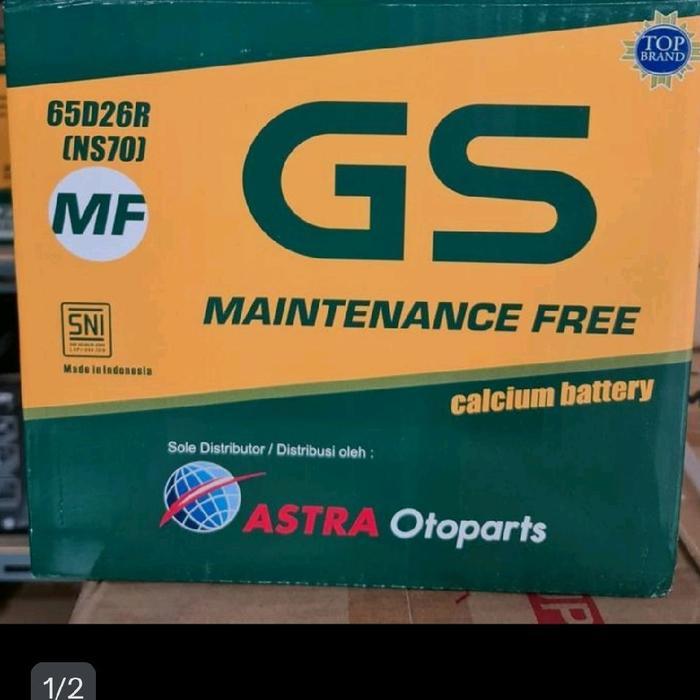 TOP
BRAND
65D26R
(NS70)
MF
GS
MAINTENANCE FREE
SNI
Made in Indonesia
calcium battery
Sole Distributor / Distribusi oleh :
ASTRA Otoparts
1/2